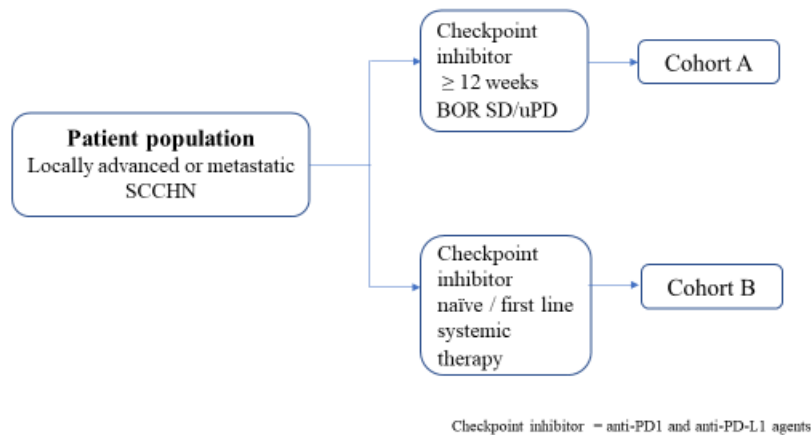 Patient population
Locally advanced or metastatic
SCCHN
Checkpoint
inhibitor
≥ 12 weeks
BOR SD/uPD
Cohort A
Checkpoint
inhibitor
naïve / first line
systemic
therapy
Cohort B
Checkpoint inhibitor = anti-PD1 and anti-PD-L1 agents